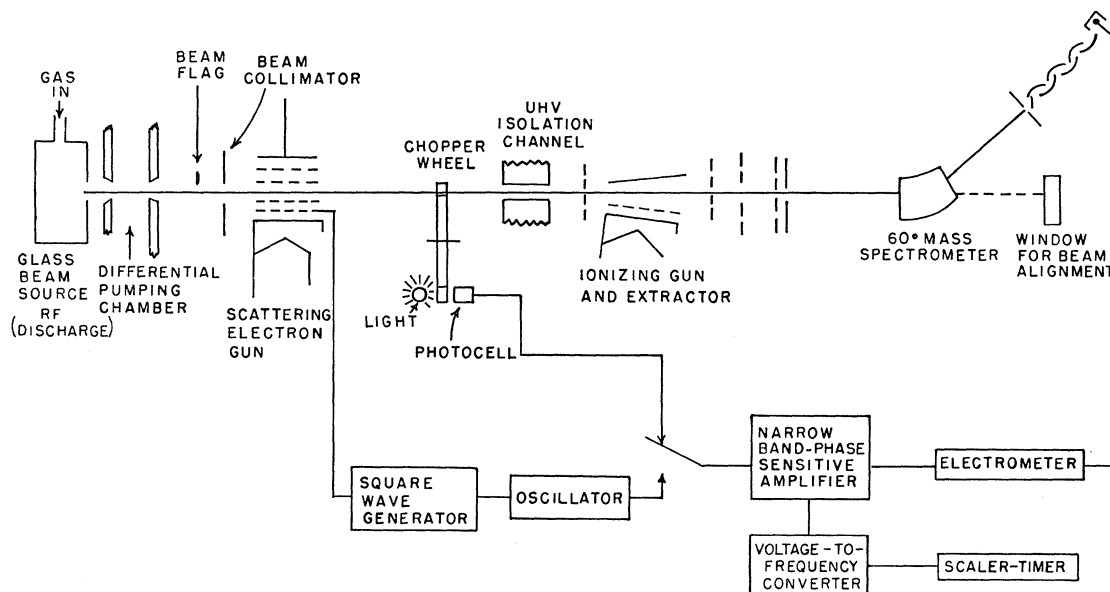 GAS
IN
BEAM
FLAG
BEAM
COLLIMATOR
CHOPPER
WHEEL
UHV
ISOLATION
CHANNEL
GLASS
BEAM
SOURCE
RF
(DISCHARGE)
DIFFERENTIAL
PUMPING
CHAMBER
SCATTERING
ELECTRON
GUN
LIGHT
PHOTOCELL
IONIZING GUN
AND EXTRACTOR
60° MASS
SPECTROMETER
WINDOW
FOR BEAM
ALIGNMENT
SQUARE
WAVE
GENERATOR
OSCILLATOR
NARROW
BAND-PHASE
SENSITIVE
AMPLIFIER
ELECTROMETER
VOLTAGE-TO-
FREQUENCY
CONVERTER
SCALER-TIMER